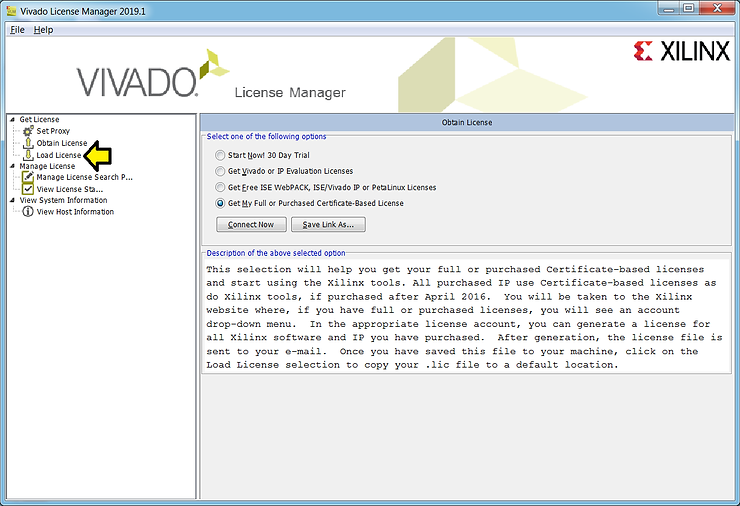 Vivado License Manager 2019.1
File Help
VIVADO. License Manager
XILINX
Get License
Set Proxy
Obtain License
Load License
Manage License
Manage License Search P...
View License Sta...
View System Information
View Host Information
Obtain License
Select one of the following options
Start Now! 30 Day Trial
Get Vivado or IP Evaluation Licenses
Get Free ISE WebPACK, ISE/Vivado IP or PetaLinux Licenses
Get My Full or Purchased Certificate-Based License
Connect Now Save Link As...
Description of the above selected option
This selection will help you get your full or purchased Certificate-based licenses
and start using the Xilinx tools. All purchased IP use Certificate-based licenses as
do Xilinx tools, if purchased after April 2016.  You will be taken to the Xilinx
website where, if you have full or purchased licenses, you will see an account
drop-down menu.  In the appropriate license account, you can generate a license for
all Xilinx software and IP you have purchased.  After generation, the license file is
sent to your e-mail.  Once you have saved this file to your machine, click on the
Load License selection to copy your .lic file to a default location.